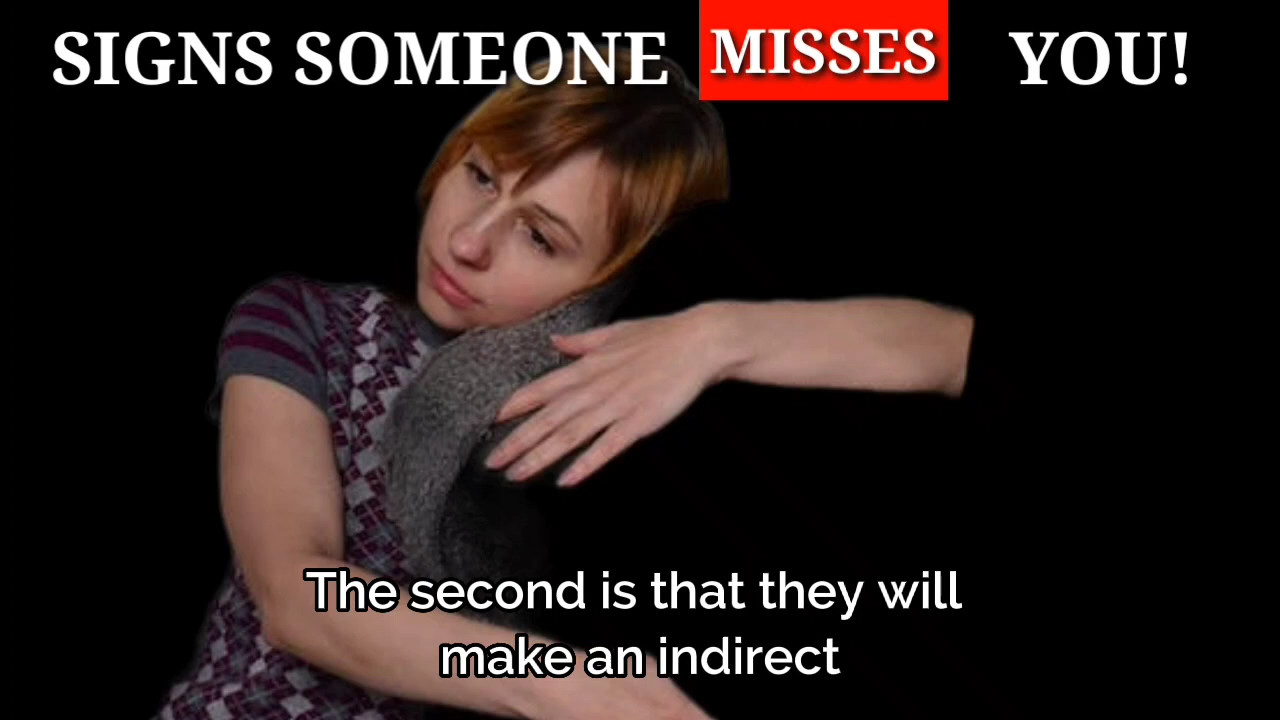 SIGNS SOMEONE MISSES YOU!
The second is that they will
make an indirect